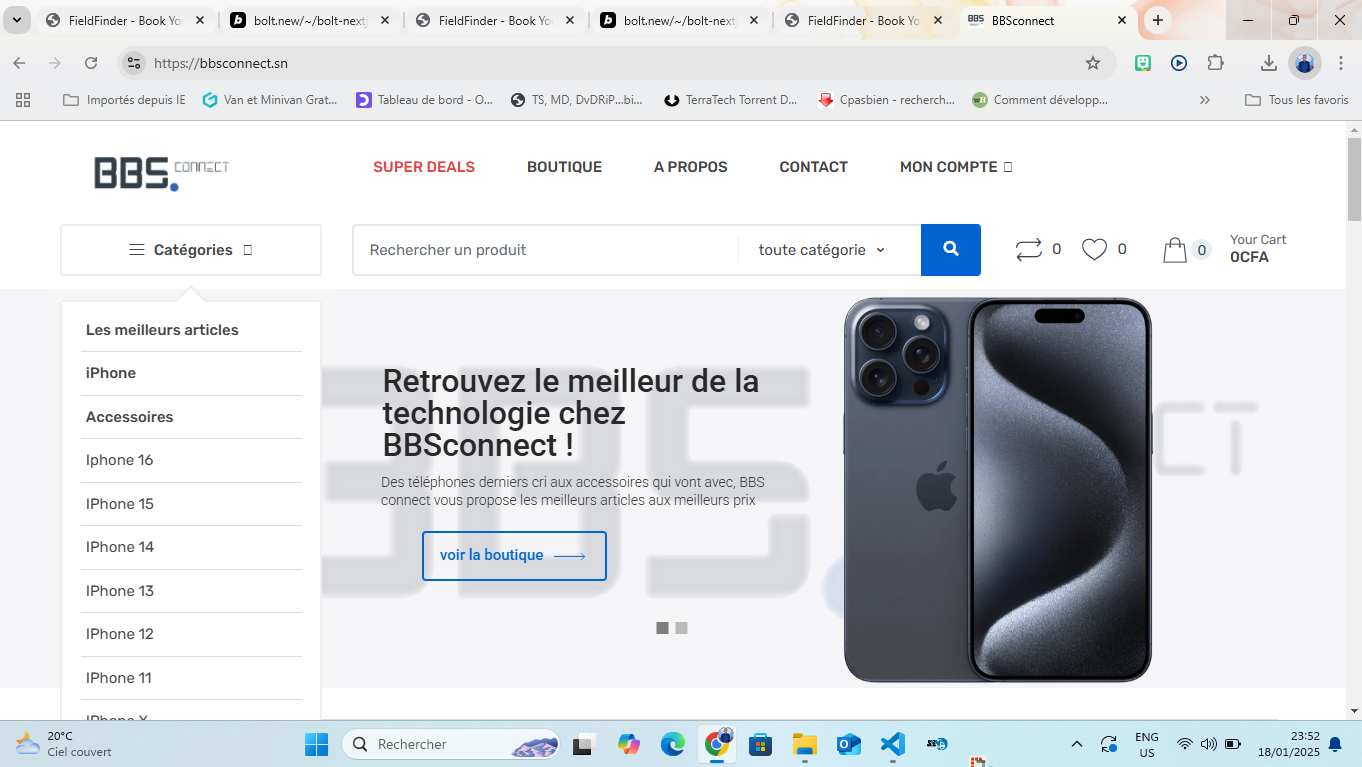 FieldFinder - Book Yo
bolt.new/~/bolt-nextj
FieldFinder - Book Yo
bolt.new/~/bolt-nextj
FieldFinder - Book Yo
BBSconnect
https://bbsconnect.sn
Importés depuis IE
Van et Minivan Grat...
Tableau de bord - O...
TS, MD, DvDRiP...bi...
TerraTech Torrent D...
Cpasbien - recherch...
Comment développ...
Tous les favoris
BBS. CONNECT
SUPER DEALS
BOUTIQUE
A PROPOS
CONTACT
MON COMPTE
Catégories
Rechercher un produit
toute catégorie
0
0
0
Your Cart
0CFA
Les meilleurs articles
iPhone
Accessoires
Iphone 16
IPhone 15
IPhone 14
IPhone 13
IPhone 12
IPhone 11
IPhone X
Retrouvez le meilleur de la
technologie chez
BBSconnect !
Des téléphones derniers cri aux accessoires qui vont avec, BBS
connect vous propose les meilleurs articles aux meilleurs prix
voir la boutique
20°C
Ciel couvert
Rechercher
ENG
US
23:52
18/01/2025